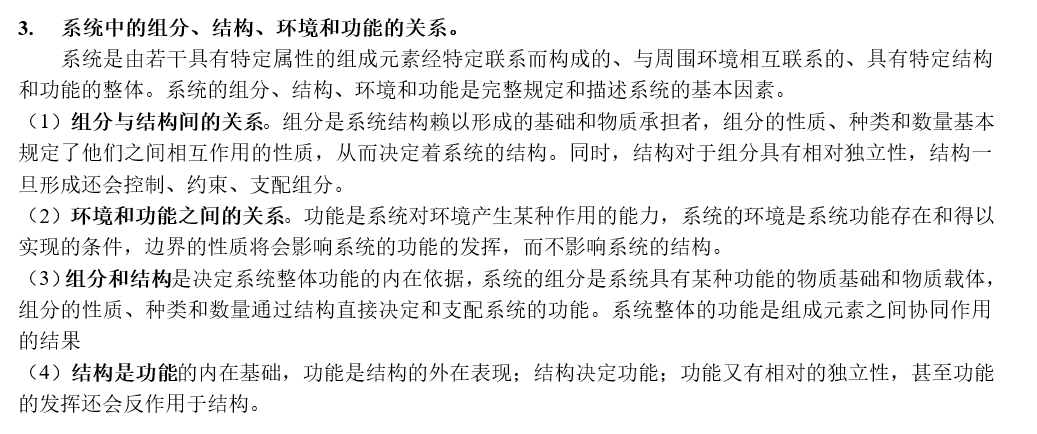 3. 系统中的组分、结构、环境和功能的关系。
系统是由若干具有特定属性的组成元素经特定联系而构成的、与周围环境相互联系的、具有特定结构
和功能的整体。系统的组分、结构、环境和功能是完整规定和描述系统的基本因素。
（1）组分与结构间的关系。组分是系统结构赖以形成的基础和物质承担者，组分的性质、种类和数量基本
规定了他们之间相互作用的性质，从而决定着系统的结构。同时，结构对于组分具有相对独立性，结构一
旦形成还会控制、约束、支配组分。
（2）环境和功能之间的关系。功能是系统对环境产生某种作用的能力，系统的环境是系统功能存在和得以
实现的条件，边界的性质将会影响系统的功能的发挥，而不影响系统的结构。
（3）组分和结构是决定系统整体功能的内在依据，系统的组分是系统具有某种功能的物质基础和物质载体，
组分的性质、种类和数量通过结构直接决定和支配系统的功能。系统整体的功能是组成元素之间协同作用
的结果
（4）结构是功能的内在基础，功能是结构的外在表现；结构决定功能；功能又有相对的独立性，甚至功能
的发挥还会反作用于结构。